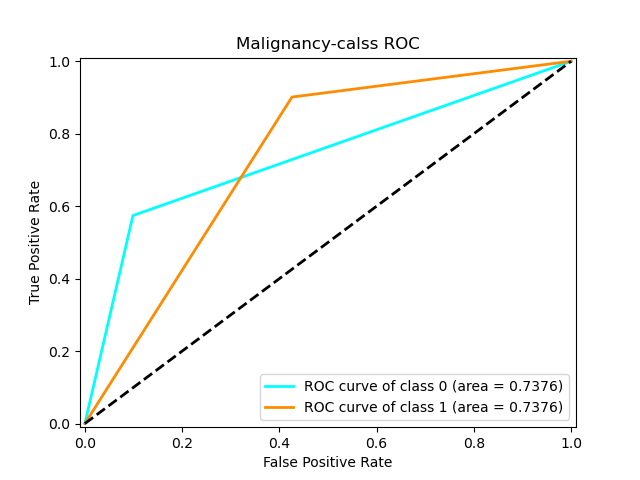 Malignancy-calss ROC
True Positive Rate
1.0
0.8
0.6
0.4
0.2
0.0
ROC curve of class 0 (area = 0.7376)
ROC curve of class 1 (area = 0.7376)
0.0 0.2 0.4 0.6 0.8 1.0
False Positive Rate